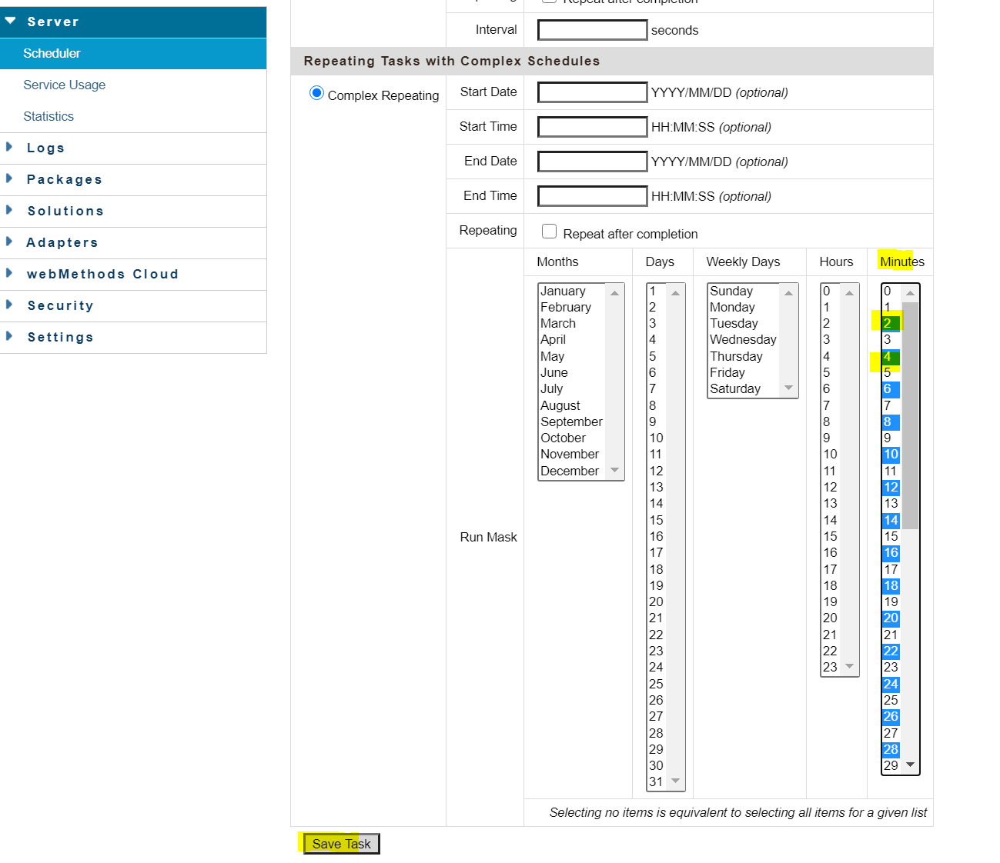 Server
Scheduler
Service Usage
Statistics
Logs
Packages
Solutions
Adapters
webMethods Cloud
Security
Settings
Repeat after completion
Interval seconds
Repeating Tasks with Complex Schedules
Complex Repeating
Start Date YYYY/MM/DD (optional)
Start Time HH:MM:SS (optional)
End Date YYYY/MM/DD (optional)
End Time HH:MM:SS (optional)
Repeating Repeat after completion
Run Mask
Months
January
February
March
April
May
June
July
August
September
October
November
December
Days
1
2
3
4
5
6
7
8
9
10
11
12
13
14
15
16
17
18
19
20
21
22
23
24
25
26
27
28
29
30
31
Weekly Days
Sunday
Monday
Tuesday
Wednesday
Thursday
Friday
Saturday
Hours
0
1
2
3
4
5
6
7
8
9
10
11
12
13
14
15
16
17
18
19
20
21
22
23
Minutes
0
1
2
3
4
5
6
7
8
9
10
11
12
13
14
15
16
17
18
19
20
21
22
23
24
25
26
27
28
29
Selecting no items is equivalent to selecting all items for a given list
Save Task